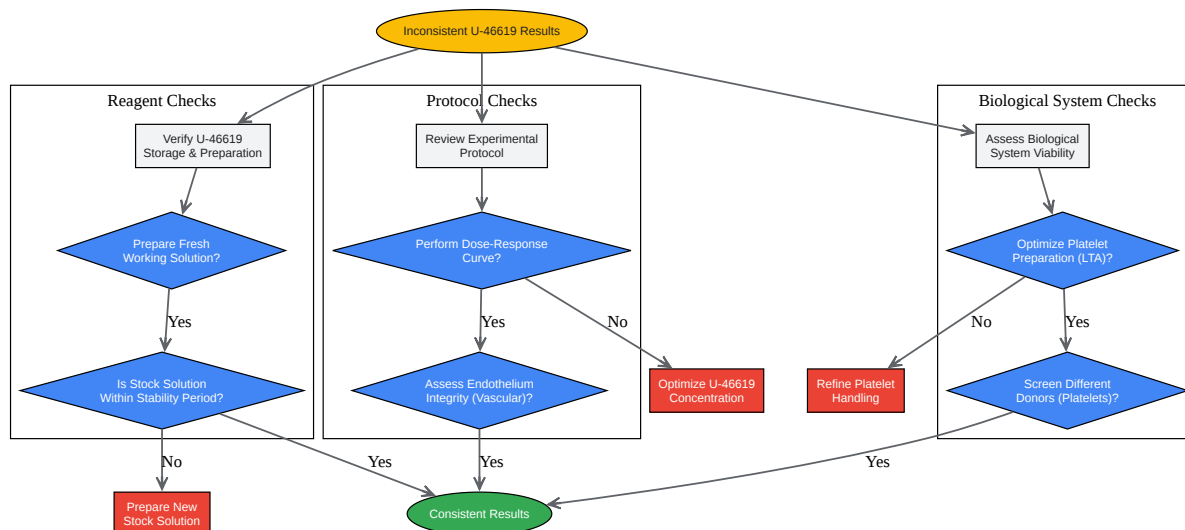 Inconsistent U-46619 Results
Reagent Checks
Protocol Checks
Biological System Checks
Verify U-46619
Storage & Preparation
Review Experimental
Protocol
Assess Biological
System Viability
Prepare Fresh
Working Solution?
Perform Dose-Response
Curve?
Optimize Platelet
Preparation (LTA)?
Yes
Yes
No
No
Yes
Is Stock Solution
Within Stability Period?
Assess Endothelium
Integrity (Vascular)?
Optimize U-46619
Concentration
Refine Platelet
Handling
Screen Different
Donors (Platelets)?
No
Yes
Yes
Yes
Prepare New
Stock Solution
Consistent Results